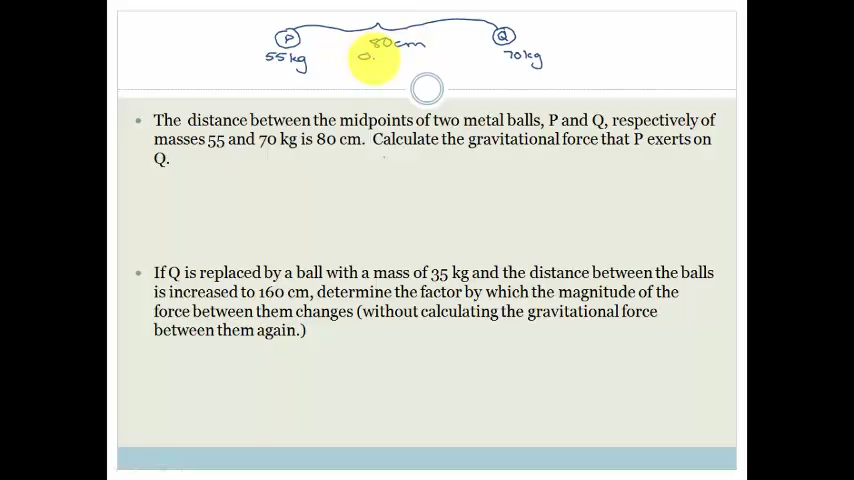 P
Q
80cm
55kg
0.
70kg
• The distance between the midpoints of two metal balls, P and Q, respectively of
masses 55 and 70 kg is 80 cm. Calculate the gravitational force that P exerts on
Q.
• If Q is replaced by a ball with a mass of 35 kg and the distance between the balls
is increased to 160 cm, determine the factor by which the magnitude of the
force between them changes (without calculating the gravitational force
between them again.)